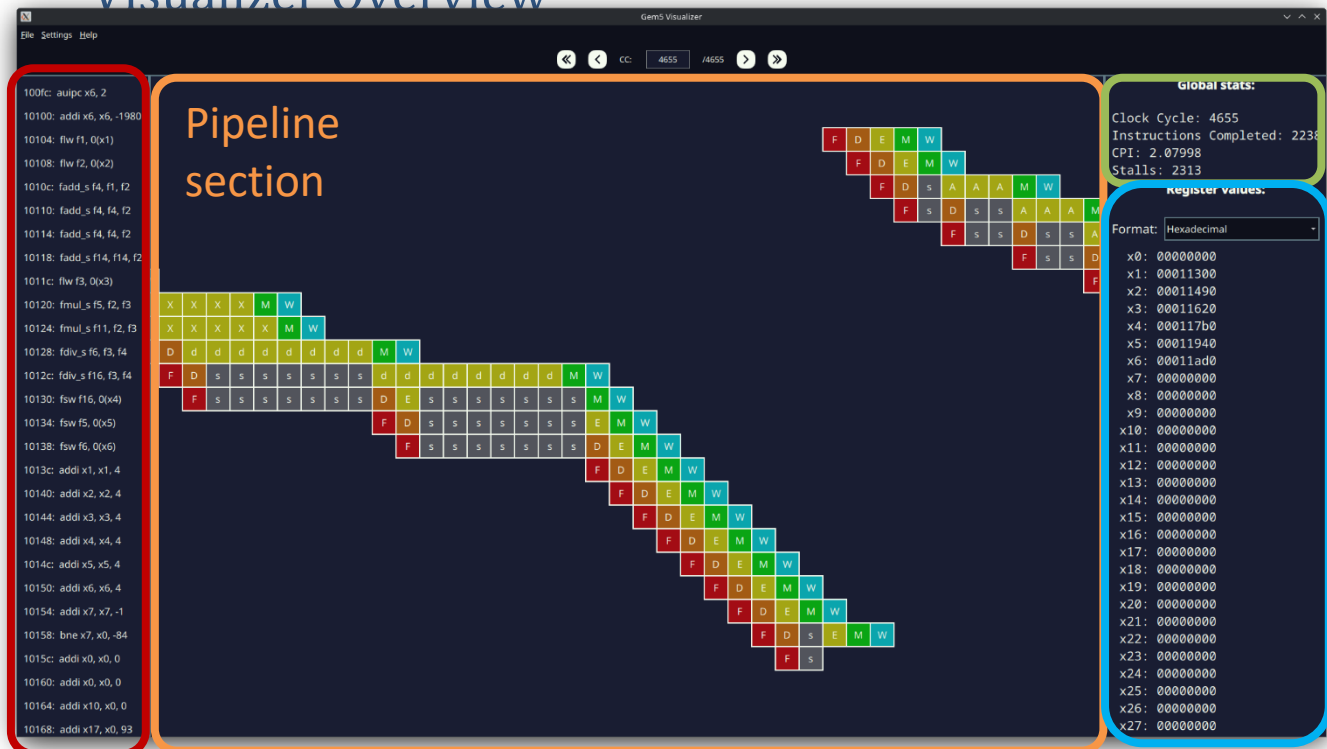 Visualizer Overview
Gem5 Visualizer
File Settings Help
CC: 4655 /4655
100fc: auipc x6, 2
10100: addi x6, x6, -1980
10104: flw f1, 0(x1)
10108: flw f2, 0(x2)
1010c: fadd_s f4, f1, f2
10110: fadd_s f4, f4, f2
10114: fadd_s f4, f4, f2
10118: fadd_s f14, f14, f2
1011c: flw f3, 0(x3)
10120: fmul_s f5, f2, f3
10124: fmul_s f11, f2, f3
10128: fdiv_s f6, f3, f4
1012c: fdiv_s f16, f3, f4
10130: fsw f16, 0(x4)
10134: fsw f5, 0(x5)
10138: fsw f6, 0(x6)
1013c: addi x1, x1, 4
10140: addi x2, x2, 4
10144: addi x3, x3, 4
10148: addi x4, x4, 4
1014c: addi x5, x5, 4
10150: addi x6, x6, 4
10154: addi x7, x7, -1
10158: bne x7, x0, -84
1015c: addi x0, x0, 0
10160: addi x0, x0, 0
10164: addi x10, x0, 0
10168: addi x17, x0, 93
Pipeline
section
F D E M W
F D E M W
F D s A A A M W
F s D s s A A A M
F s s D s s A
F s s D
F
X X X X M W
X X X X X M W
D d d d d d d d d M W
F D s s s s s s s d d d d d d d d M W
F s s s s s s s D E s s s s s s s M W
F D s s s s s s s E M W
F s s s s s s s D E M W
F D E M W
F D E M W
F D E M W
F D E M W
F D E M W
F D E M W
F D E M W
F D s E M W
F s
Global stats:
Clock Cycle: 4655
Instructions Completed: 2238
CPI: 2.07998
Stalls: 2313
Register values:
Format: Hexadecimal
x0: 00000000
x1: 00011300
x2: 00011490
x3: 00011620
x4: 000117b0
x5: 00011940
x6: 00011ad0
x7: 00000000
x8: 00000000
x9: 00000000
x10: 00000000
x11: 00000000
x12: 00000000
x13: 00000000
x14: 00000000
x15: 00000000
x16: 00000000
x17: 00000000
x18: 00000000
x19: 00000000
x20: 00000000
x21: 00000000
x22: 00000000
x23: 00000000
x24: 00000000
x25: 00000000
x26: 00000000
x27: 00000000